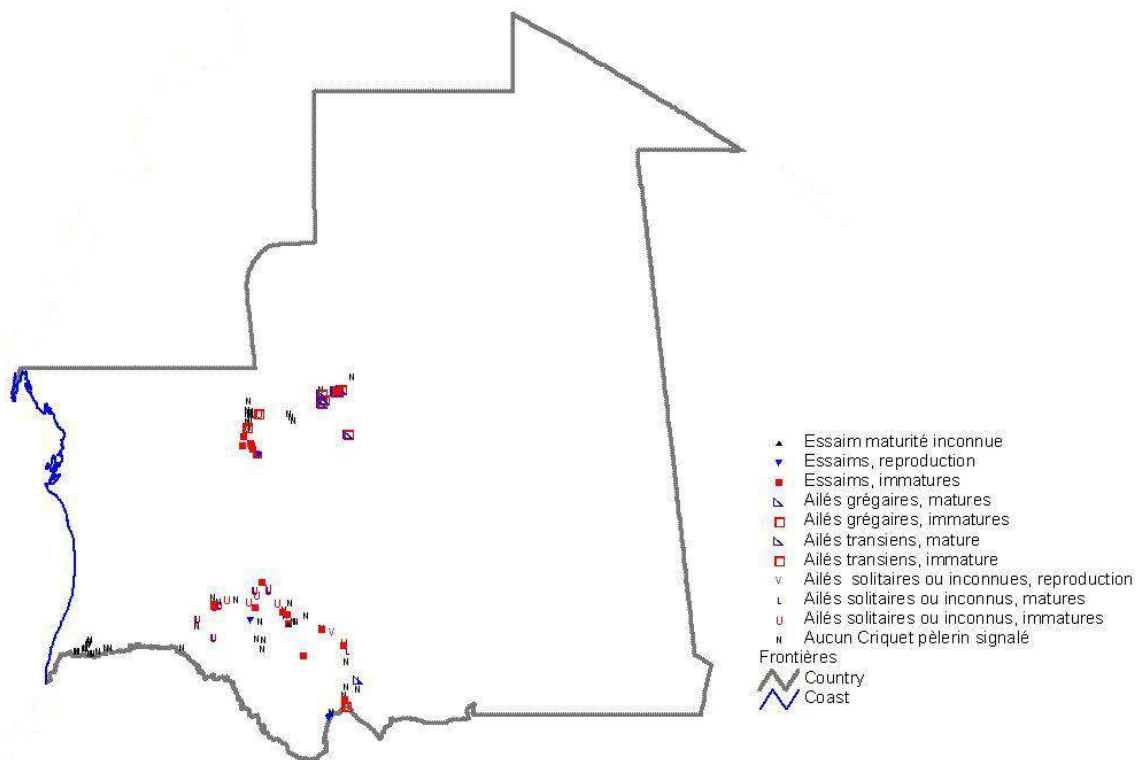 Essaim maturité inconnue
Essaims, reproduction
Essaims, immatures
Ailés grégaires, matures
Ailés grégaires, immatures
Ailés transiens, mature
Ailés transiens, immature
Ailés solitaires ou inconnues, reproduction
Ailés solitaires ou inconnus, matures
Ailés solitaires ou inconnus, immatures
Aucun Criquet pèlerin signalé
Frontières
Country
Coast